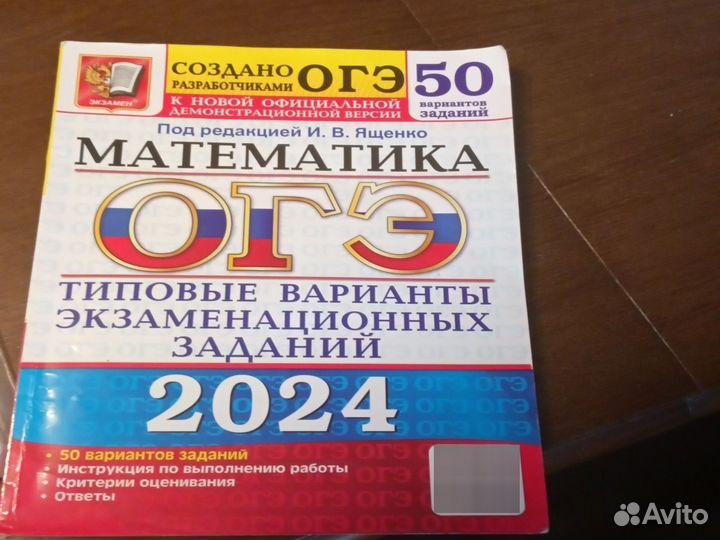 СОЗДАНО
РАЗРАБОТЧИКАМИ ОГЭ
50
вариантов
заданий
ЭКЗАМЕН
К НОВОЙ ОФИЦИАЛЬНОЙ
ДЕМОНСТРАЦИОННОЙ ВЕРСИИ
Под редакцией И. В. Ященко
МАТЕМАТИКА
ОГЭ
ТИПОВЫЕ ВАРИАНТЫ
ЭКЗАМЕНАЦИОННЫХ
ЗАДАНИЙ
2024
• 50 вариантов заданий
• Инструкция по выполнению работы
• Критерии оценивания
• Ответы
Avito